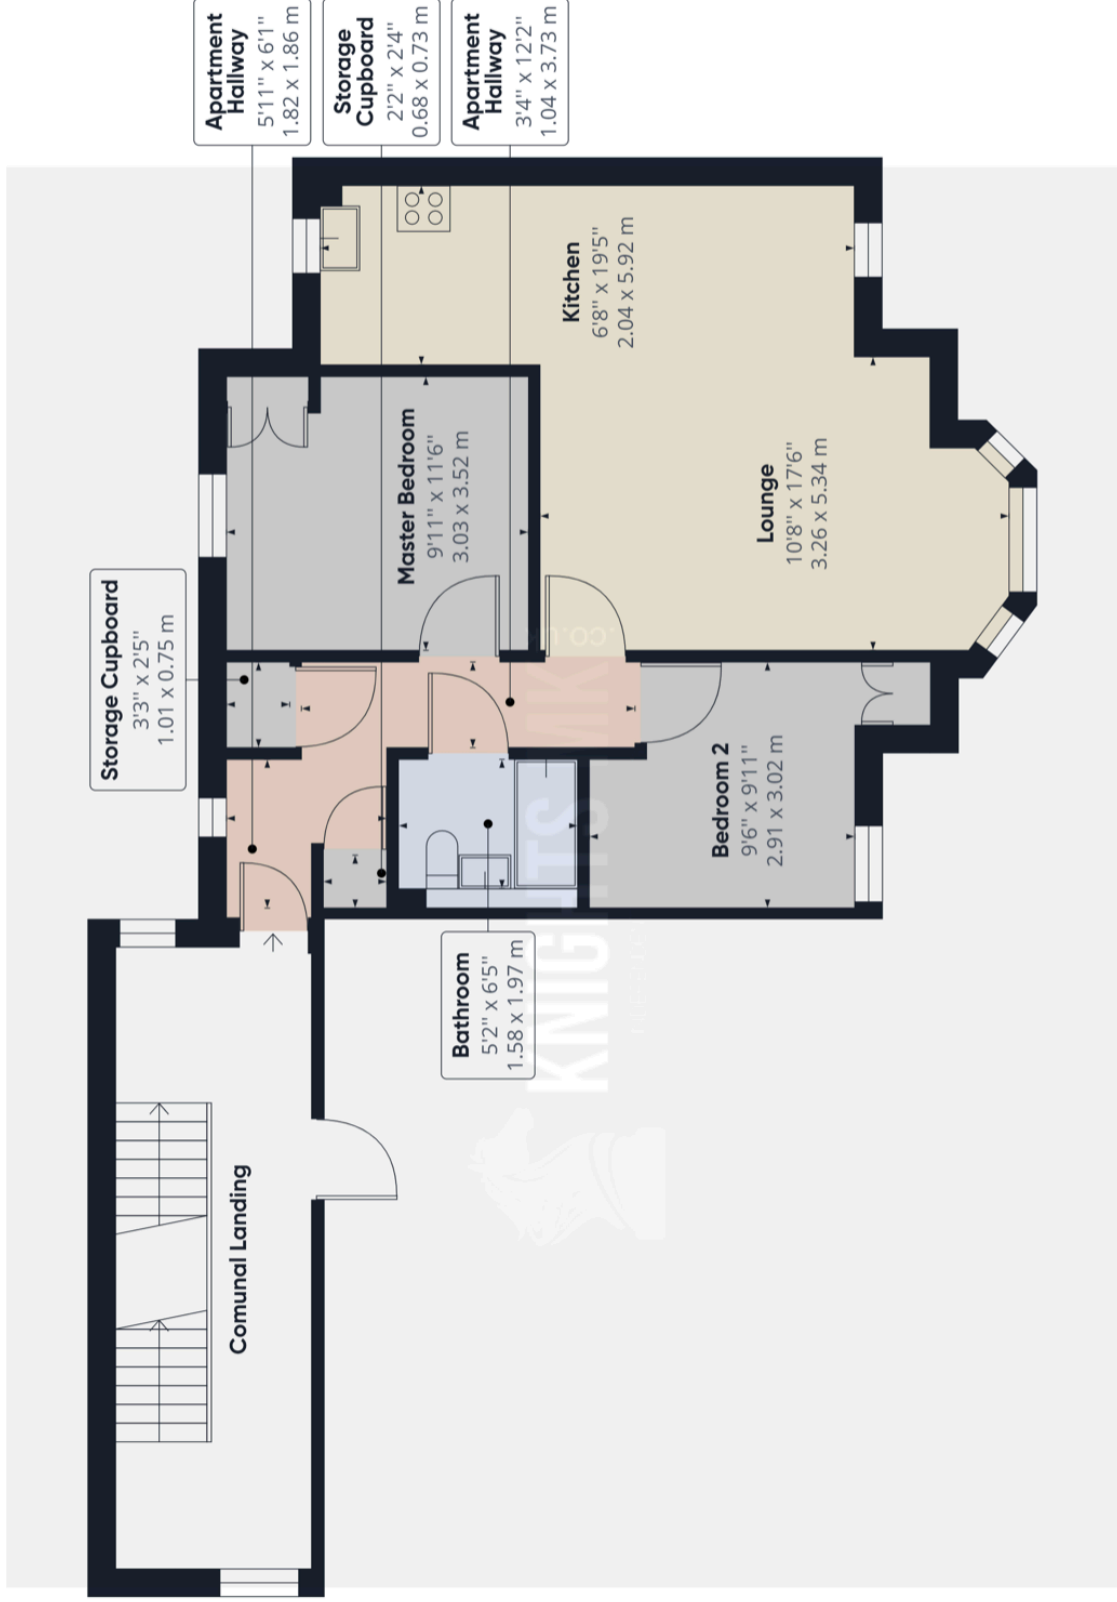 Apartment
Hallway
5'11" x 6'1"
1.82 x 1.86 m
Storage
Cupboard
2'2" x 2'4"
0.68 x 0.73 m
Apartment
Hallway
3'4" x 12'2"
1.04 x 3.73 m
Kitchen
6'8" x 19'5"
2.04 x 5.92 m
Master Bedroom
9'11" x 11'6"
3.03 x 3.52 m
Lounge
10'8" x 17'6"
3.26 x 5.34 m
Storage Cupboard
3'3" x 2'5"
1.01 x 0.75 m
Bedroom 2
9'6" x 9'11"
2.91 x 3.02 m
Bathroom
5'2" x 6'5"
1.58 x 1.97 m
Comunal Landing
KNIGHTS MK
.CO.UK